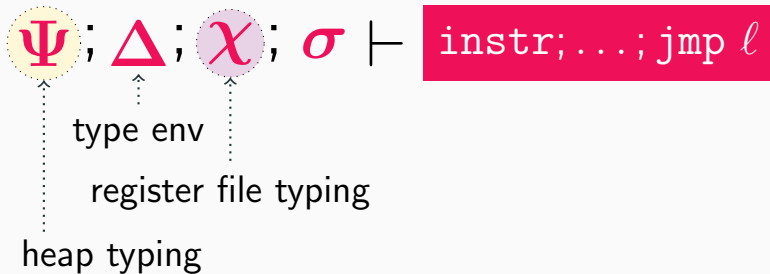 Ψ; Δ; χ; σ ⊢ instr; ...; jmp ℓ
type env
register file typing
heap typing